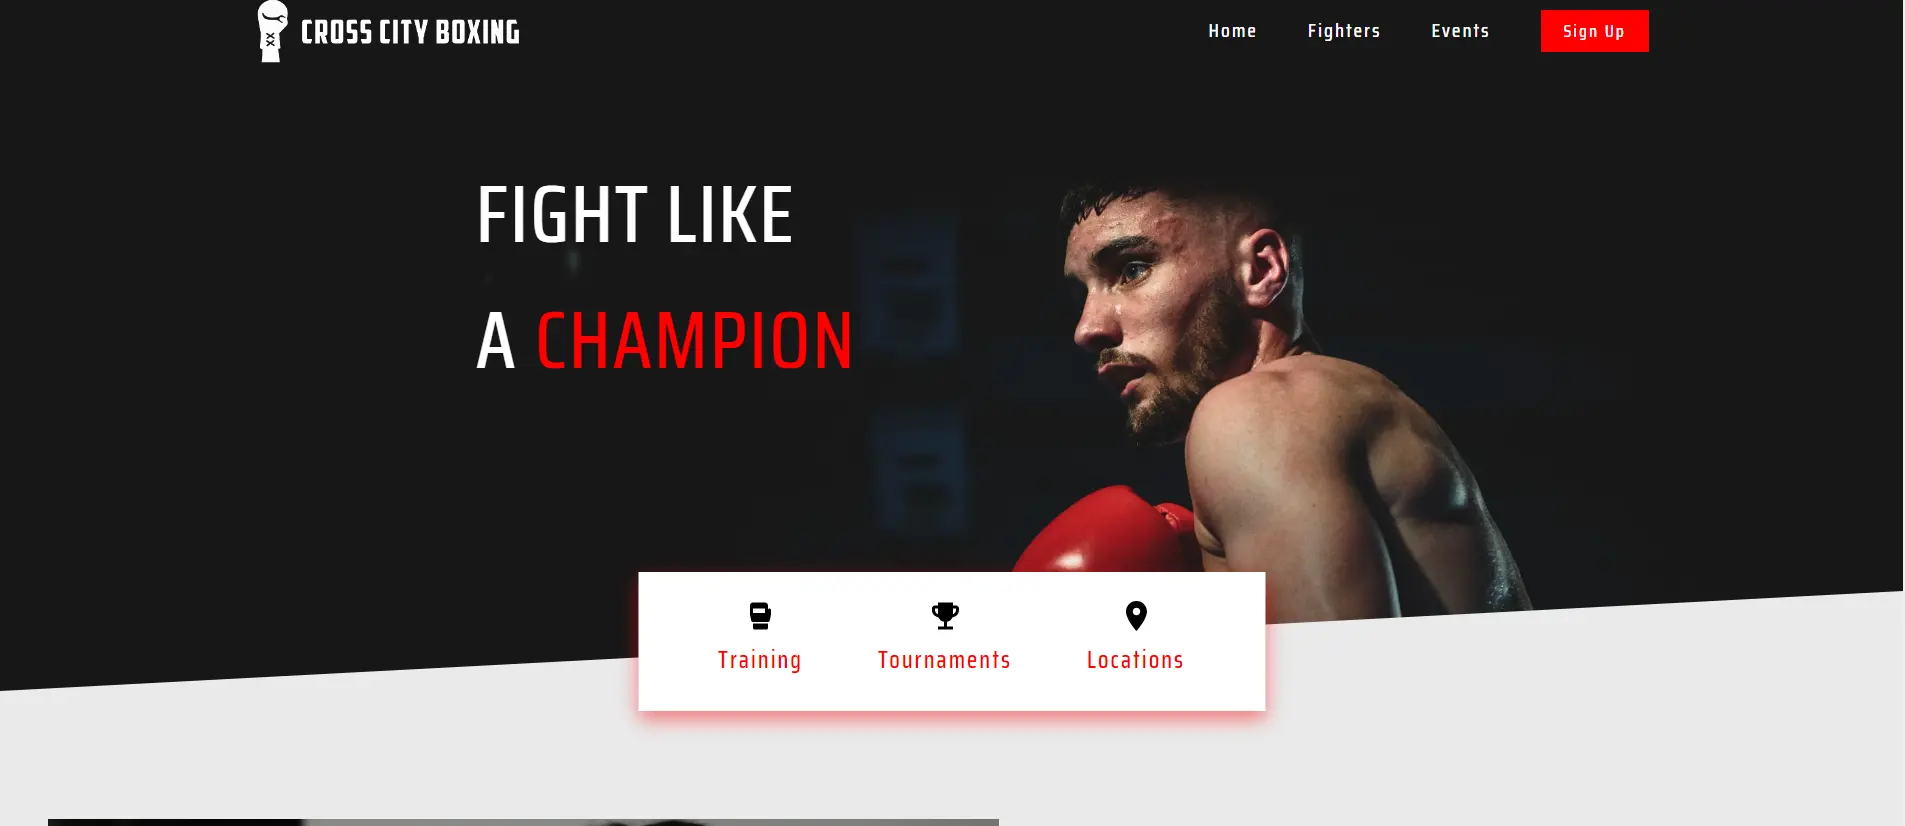 CROSS CITY BOXING
Home Fighters Events Sign Up
FIGHT LIKE
A CHAMPION
Training Tournaments Locations